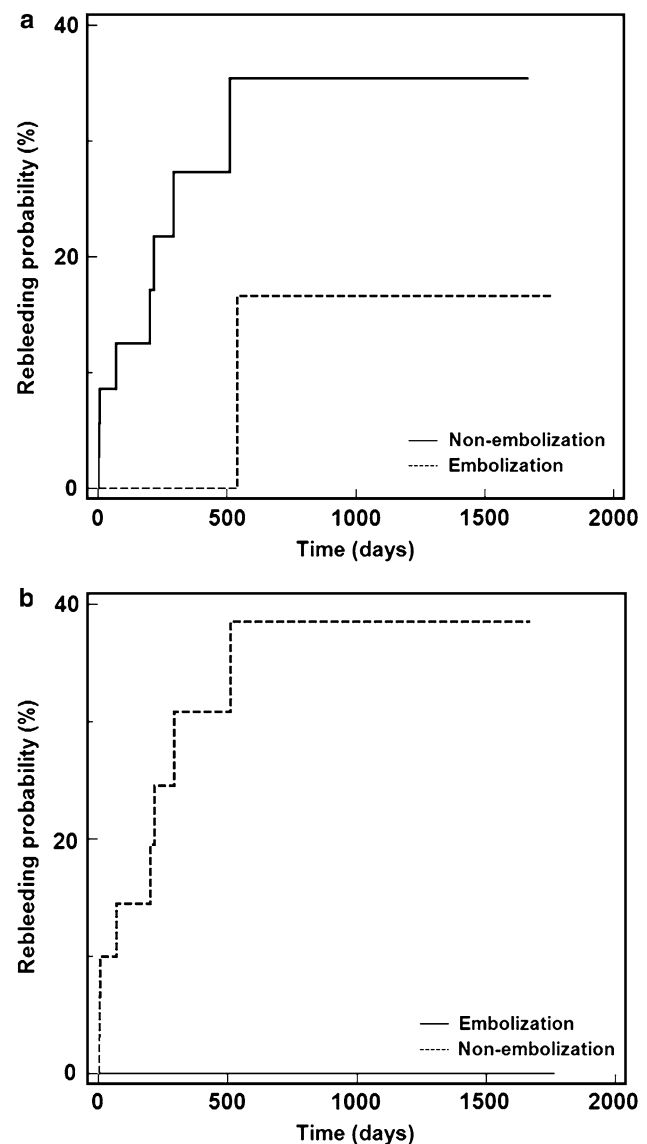 a
40
20
0
Rebleeding probability (%)
Non-embolization
Embolization
0 500 1000 1500 2000
Time (days)
b
40
20
0
Rebleeding probability (%)
Embolization
Non-embolization
0 500 1000 1500 2000
Time (days)